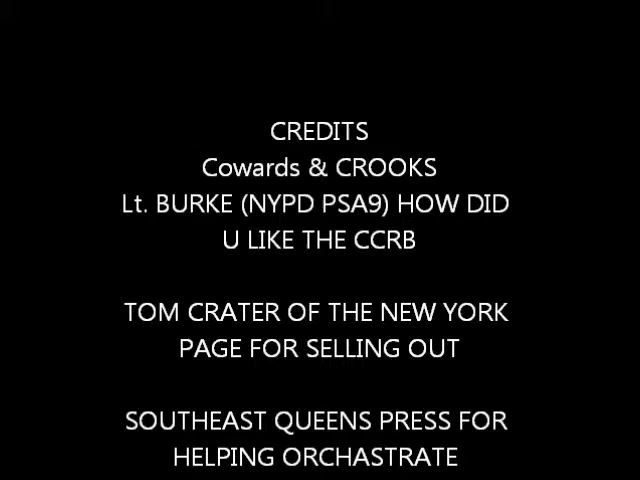 CREDITS
Cowards & CROOKS
Lt. BURKE (NYPD PSA9) HOW DID
U LIKE THE CCRB
TOM CRATER OF THE NEW YORK
PAGE FOR SELLING OUT
SOUTHEAST QUEENS PRESS FOR
HELPING ORCHASTRATE